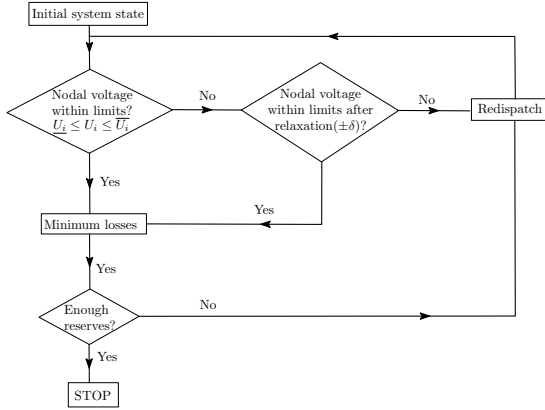 Initial system state
Nodal voltage
within limits?
U_i ≤ U_i ≤ U̅_i
No
Nodal voltage
within limits after
relaxation(±δ)?
No
Redispatch
Yes
Yes
Minimum losses
Yes
Enough
reserves?
No
Yes
STOP